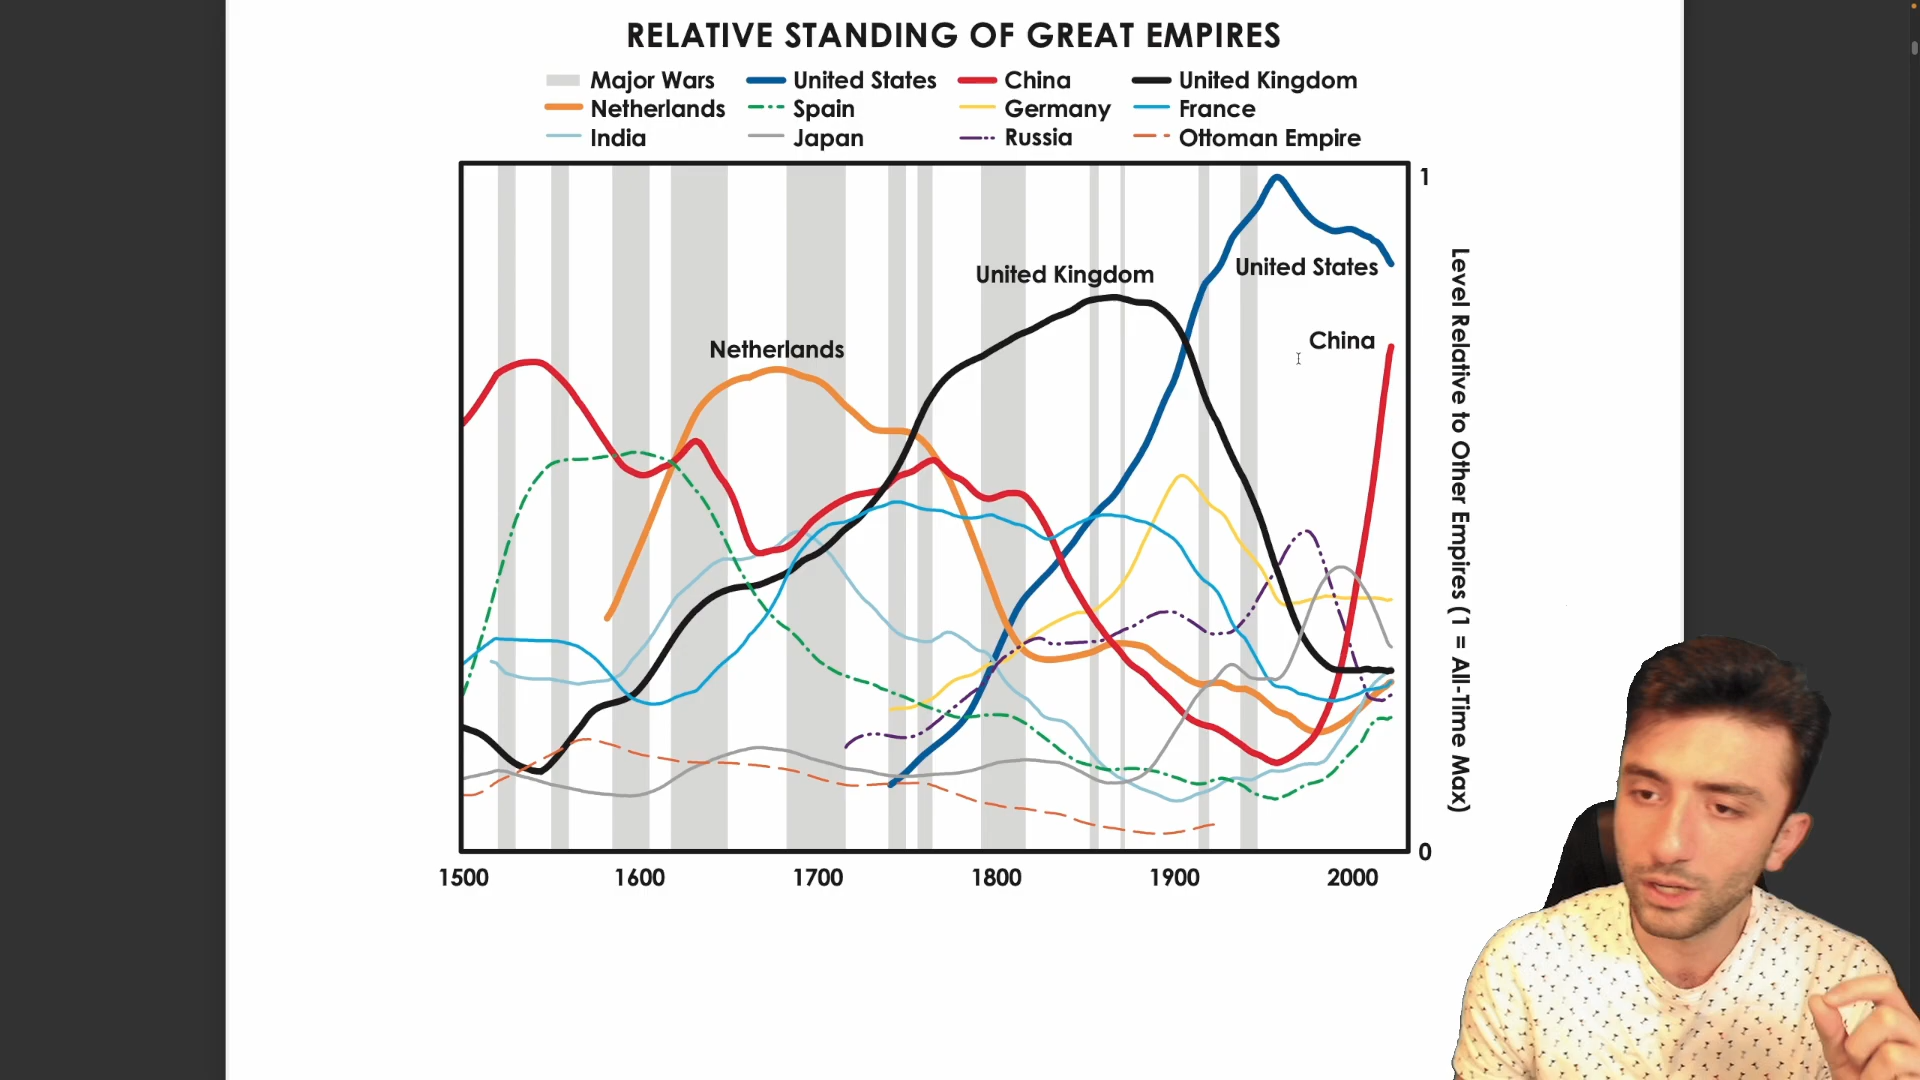 RELATIVE STANDING OF GREAT EMPIRES
Major Wars United States China United Kingdom
Netherlands Spain Germany France
India Japan Russia Ottoman Empire
1
United Kingdom
United States
China
Netherlands
Level Relative to Other Empires (1 = All-Time Max)
0
1500 1600 1700 1800 1900 2000